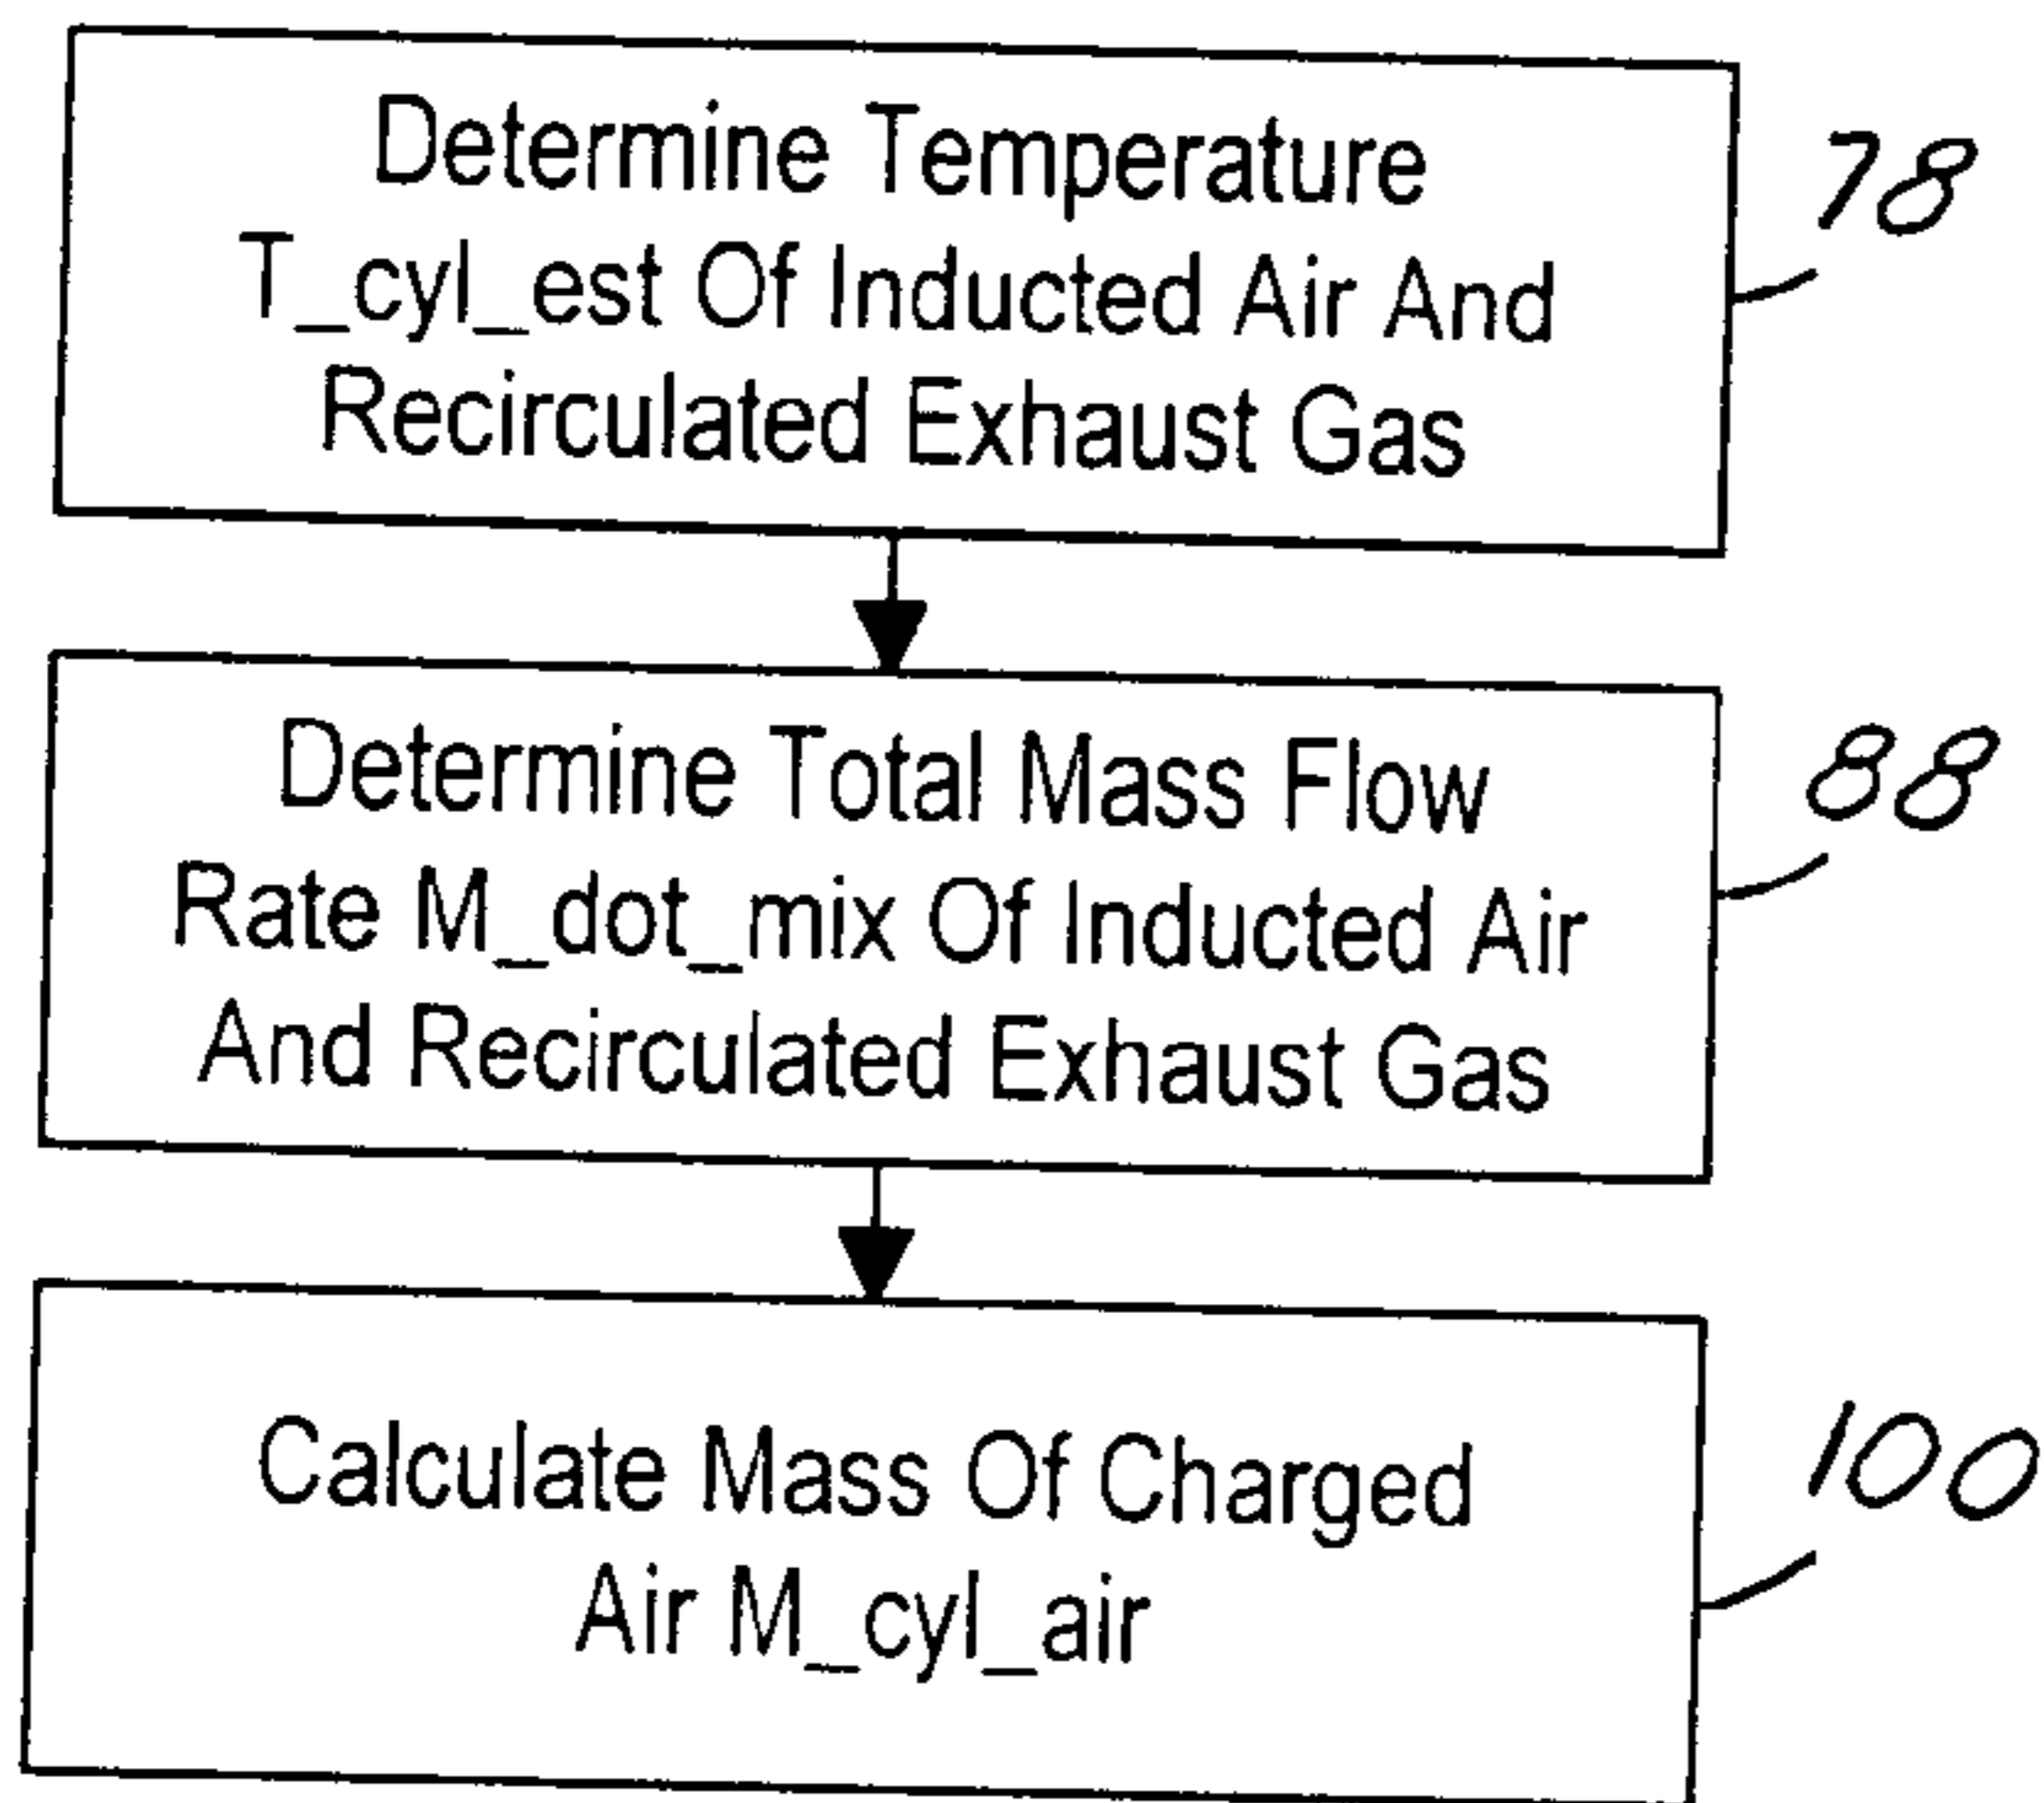 Determine Temperature
T_cyl_est Of Inducted Air And
Recirculated Exhaust Gas
78
Determine Total Mass Flow
Rate M_dot_mix Of Inducted Air
And Recirculated Exhaust Gas
88
Calculate Mass Of Charged
Air M_cyl_air
100